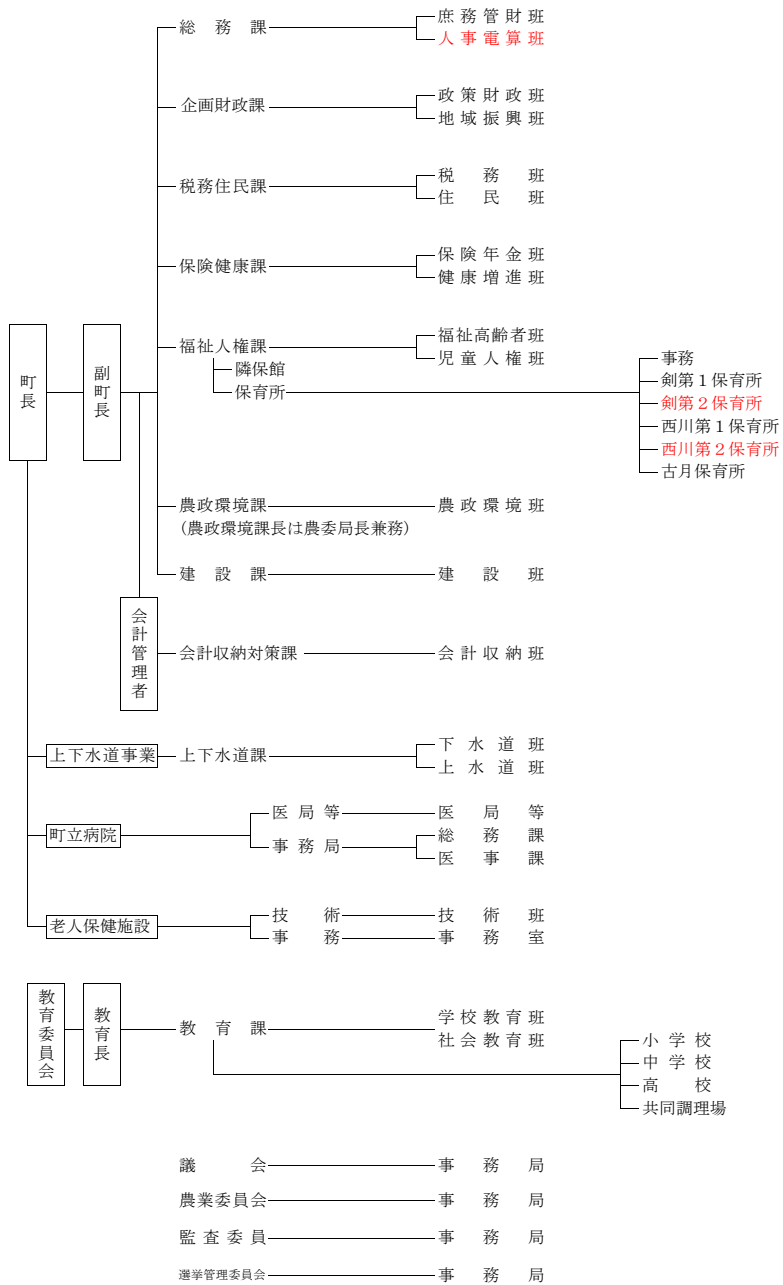 総務課
庶務管財班
人事電算班
企画財政課
政策財政班
地域振興班
税務住民課
税務班
住民班
保険健康課
保険年金班
健康増進班
町長
副町長
福祉人権課
福祉高齢者班
児童人権班
隣保館
保育所
事務
剣第1保育所
剣第2保育所
西川第1保育所
西川第2保育所
古月保育所
農政環境課
農政環境班
(農政環境課長は農委局長兼務)
建設課
建設班
会計管理者
会計収納対策課
会計収納班
上下水道事業
上下水道課
下水道班
上水道班
町立病院
医局等
医局等
事務局
総務課
医事課
老人保健施設
技術
技術班
事務
事務室
教育委員会
教育長
教育課
学校教育班
社会教育班
小学校
中学校
高校
共同調理場
議会
事務局
農業委員会
事務局
監査委員
事務局
選挙管理委員会
事務局